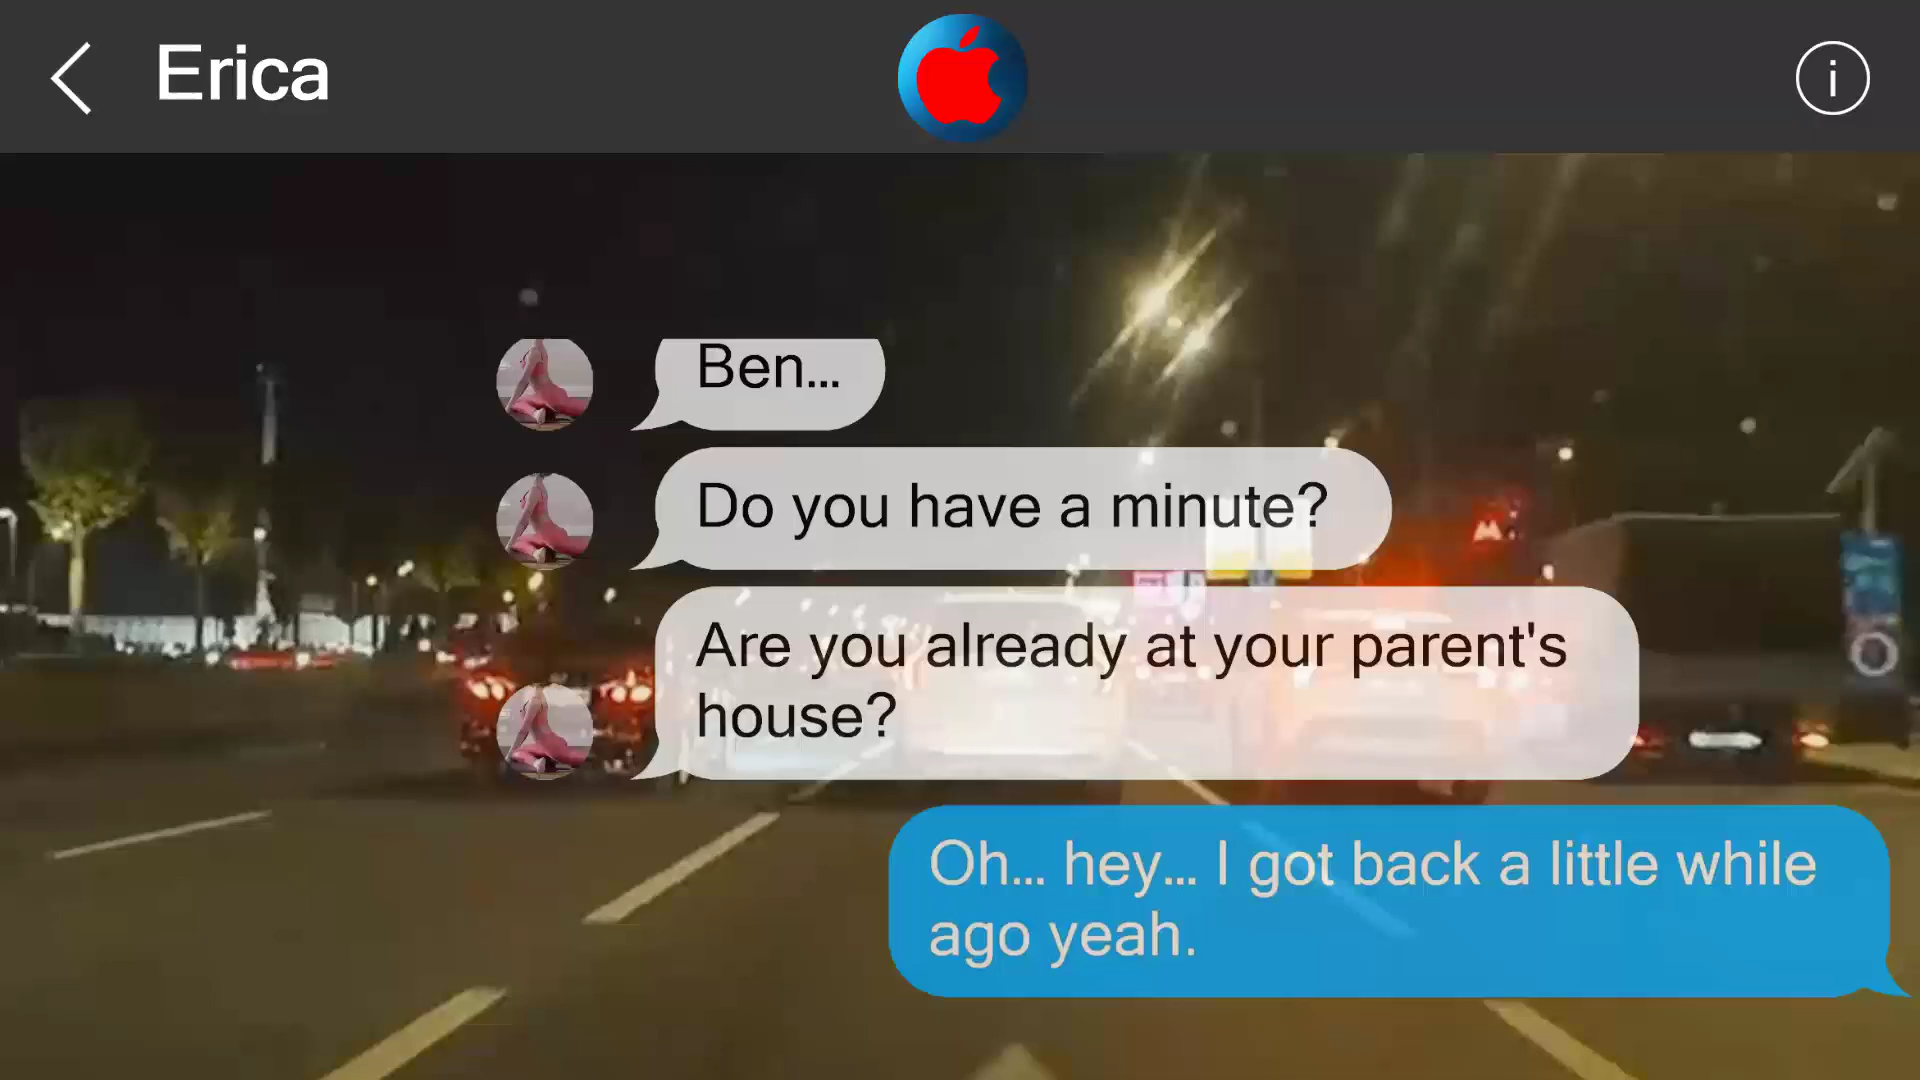 Erica
i
Ben...
Do you have a minute?
Are you already at your parent's
house?
Oh... hey... I got back a little while
ago yeah.